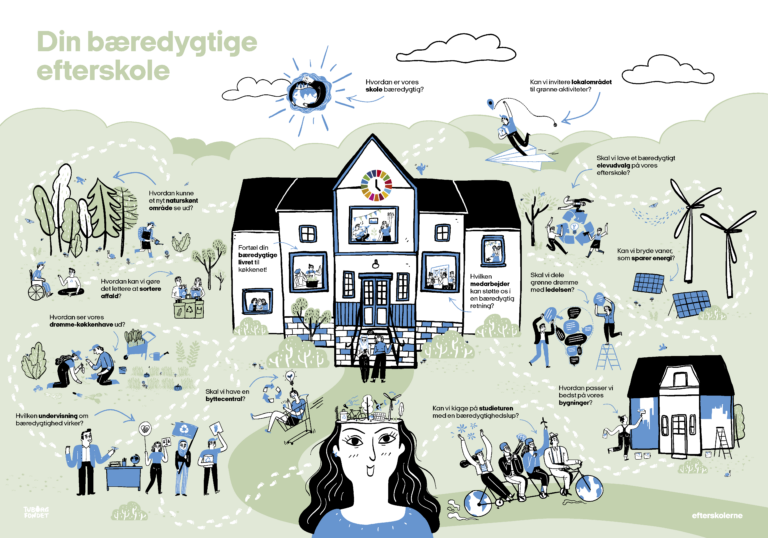 Din bæredygtige
efterskole
Hvordan er vores
skole bæredygtig?
Kan vi invitere lokalområdet
til grønne aktiviteter?
Skal vi lave et bæredygtigt
elevudvalg på vores
efterskole?
Hvordan kunne
et nyt naturskønt
område se ud?
Fortæl din
bæredygtige
livret til
køkkenet!
Hvilken
medarbejder
kan støtte os i
en bæredygtig
retning?
Kan vi bryde vaner,
som sparer energi?
Skal vi dele
grønne drømme
med ledelsen?
Hvordan kan vi gøre
det lettere at sortere
affald?
Hvordan ser vores
drømme-køkkenhave ud?
Skal vi have en
byttecentral?
Hvordan passer vi
bedst på vores
bygninger?
Hvilken undervisning om
bæredygtighed virker?
Kan vi kigge på studieturen
med en bæredygtighedslup?
efterskolerne